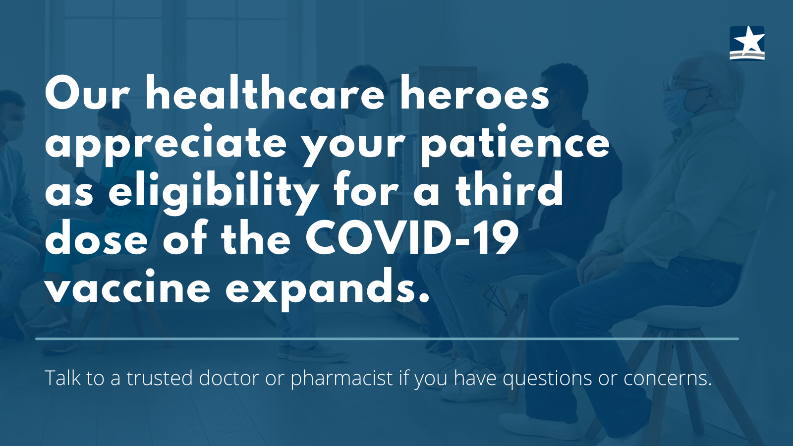 Our healthcare heroes
appreciate your patience
as eligibility for a third
dose of the COVID-19
vaccine expands.
Talk to a trusted doctor or pharmacist if you have questions or concerns.